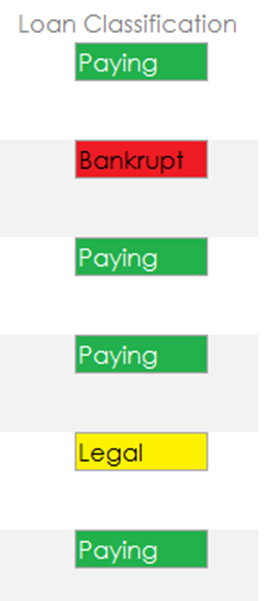 Loan Classification
Paying
Bankrupt
Paying
Paying
Legal
Paying